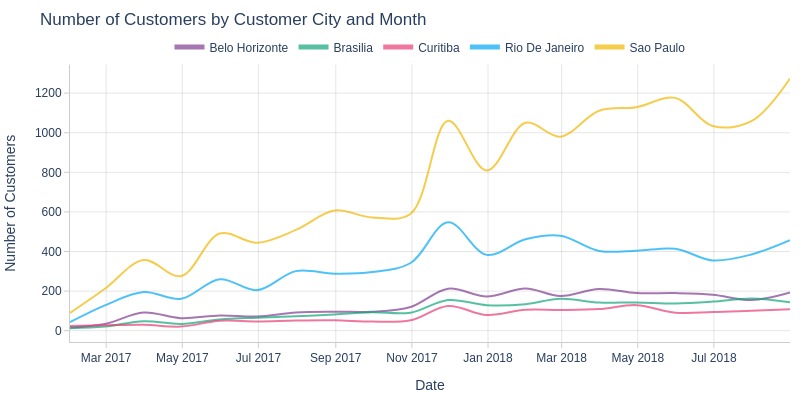 Number of Customers by Customer City and Month
Belo Horizonte Brasilia Curitiba Rio De Janeiro Sao Paulo
Number of Customers
1200
1000
800
600
400
200
0
Mar 2017 May 2017 Jul 2017 Sep 2017 Nov 2017 Jan 2018 Mar 2018 May 2018 Jul 2018
Date